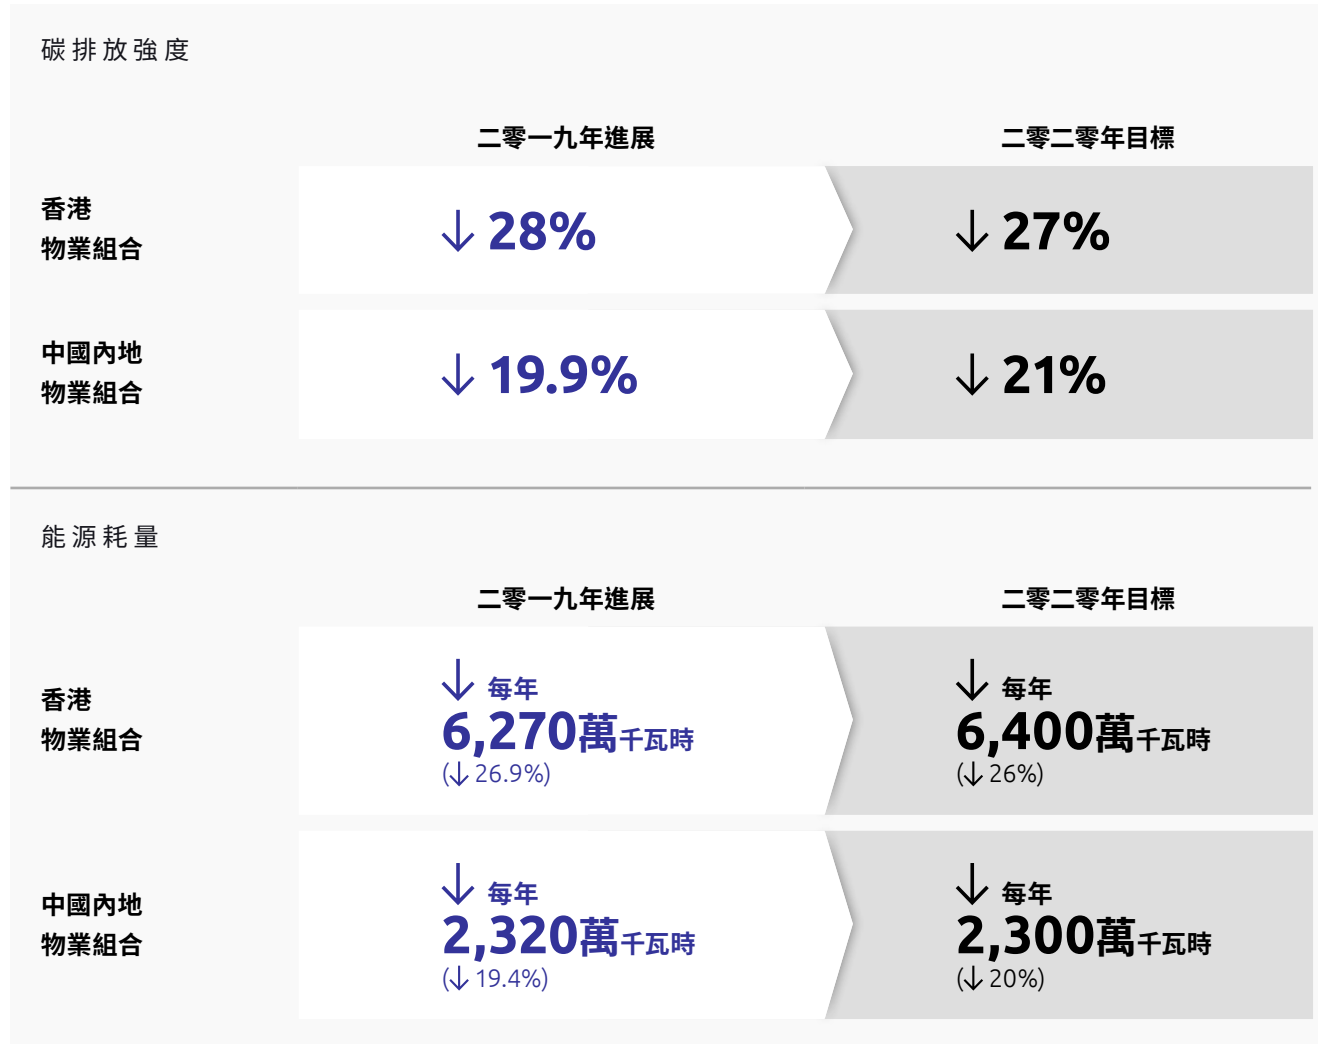 碳排放強度
二零一九年進展
二零二零年目標
香港
物業組合
↓ 28%
↓ 27%
中國內地
物業組合
↓ 19.9%
↓ 21%
能源耗量
二零一九年進展
二零二零年目標
香港
物業組合
↓ 每年
6,270萬千瓦時
(↓ 26.9%)
↓ 每年
6,400萬千瓦時
(↓ 26%)
中國內地
物業組合
↓ 每年
2,320萬千瓦時
(↓ 19.4%)
↓ 每年
2,300萬千瓦時
(↓ 20%)